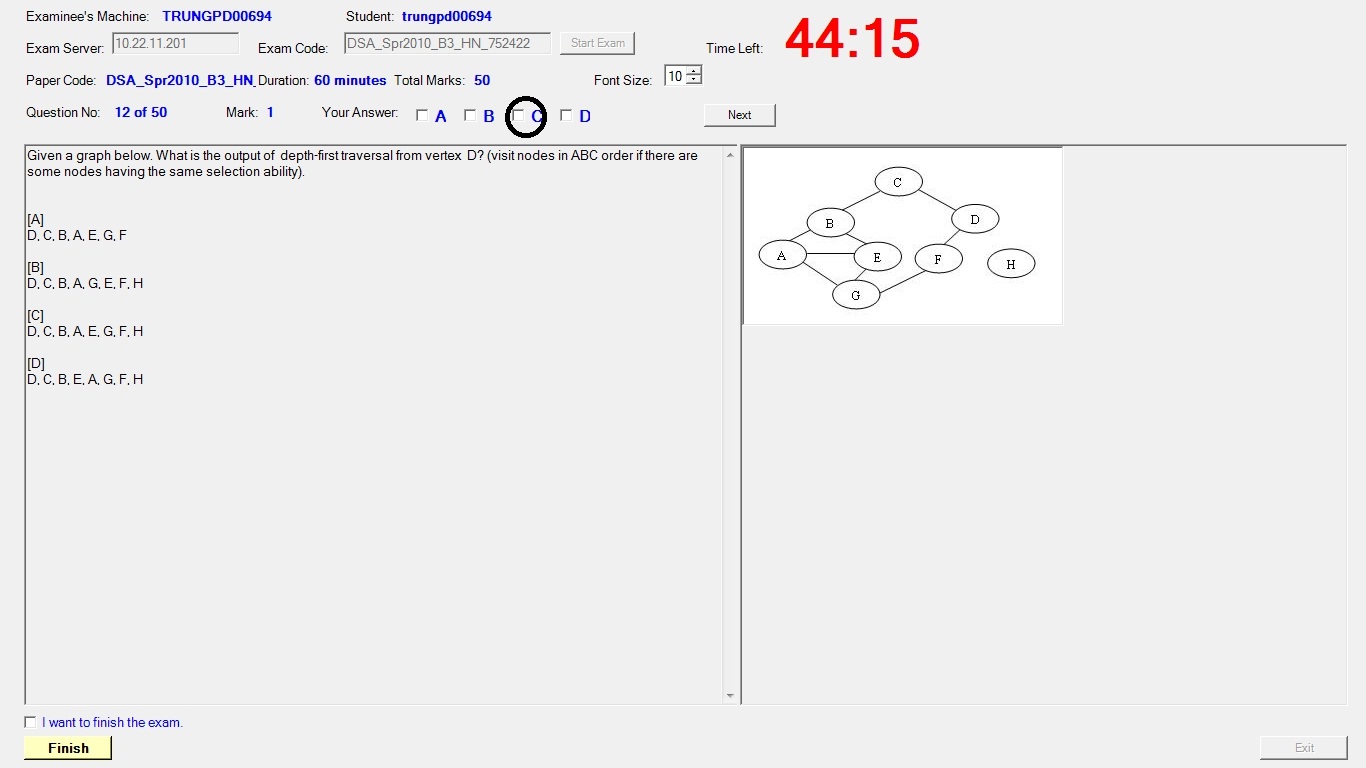 Examinee's Machine: TRUNGPD00694 Student: trungpd00694
Exam Server: 10.22.11.201 Exam Code: DSA_Spr2010_B3_HN_752422 Start Exam Time Left: 44:15
Paper Code: DSA_Spr2010_B3_HN_ Duration: 60 minutes Total Marks: 50 Font Size: 10
Question No: 12 of 50 Mark: 1 Your Answer: A B C D Next
Given a graph below. What is the output of depth-first traversal from vertex D? (visit nodes in ABC order if there are
some nodes having the same selection ability).
[A]
D, C, B, A, E, G, F
[B]
D, C, B, A, G, E, F, H
[C]
D, C, B, A, E, G, F, H
[D]
D, C, B, E, A, G, F, H
C
B D
A E F H
G
I want to finish the exam.
Finish Exit